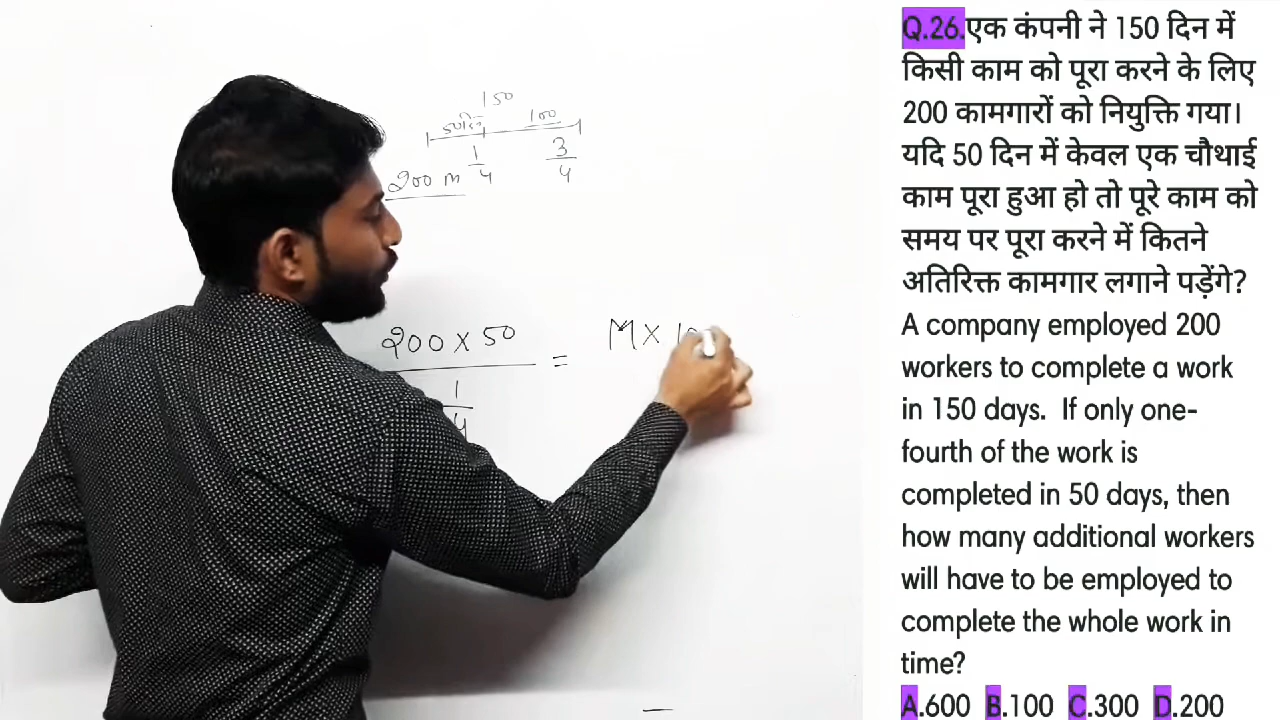 150
50दिन 100
1/4 3/4
200 m
200 x 50 = M x
1/4
Q.26.एक कंपनी ने 150 दिन में
किसी काम को पूरा करने के लिए
200 कामगारों को नियुक्ति गया।
यदि 50 दिन में केवल एक चौथाई
काम पूरा हुआ हो तो पूरे काम को
समय पर पूरा करने में कितने
अतिरिक्त कामगार लगाने पड़ेंगे?
A company employed 200
workers to complete a work
in 150 days. If only one-
fourth of the work is
completed in 50 days, then
how many additional workers
will have to be employed to
complete the whole work in
time?
A.600 B.100 C.300 D.200